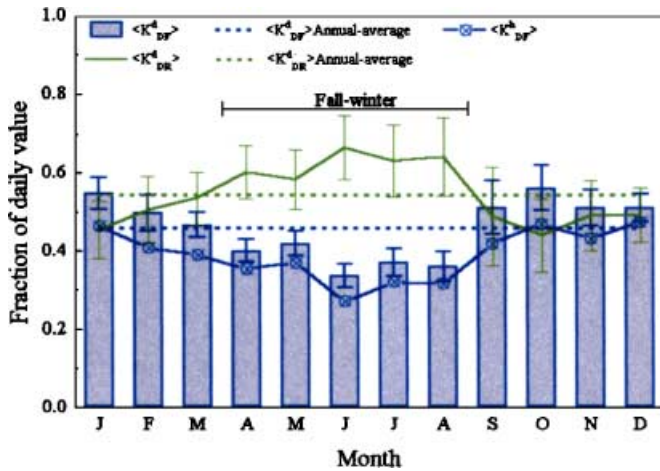 1.0
0.8
0.6
0.4
0.2
0.0
Fraction of daily value
<K^d_DF> <K^d_DF> Annual-average <K^h_DF>
<K^d_DR> <K^d_DR> Annual-average
Fall-winter
J F M A M J J A S O N D
Month